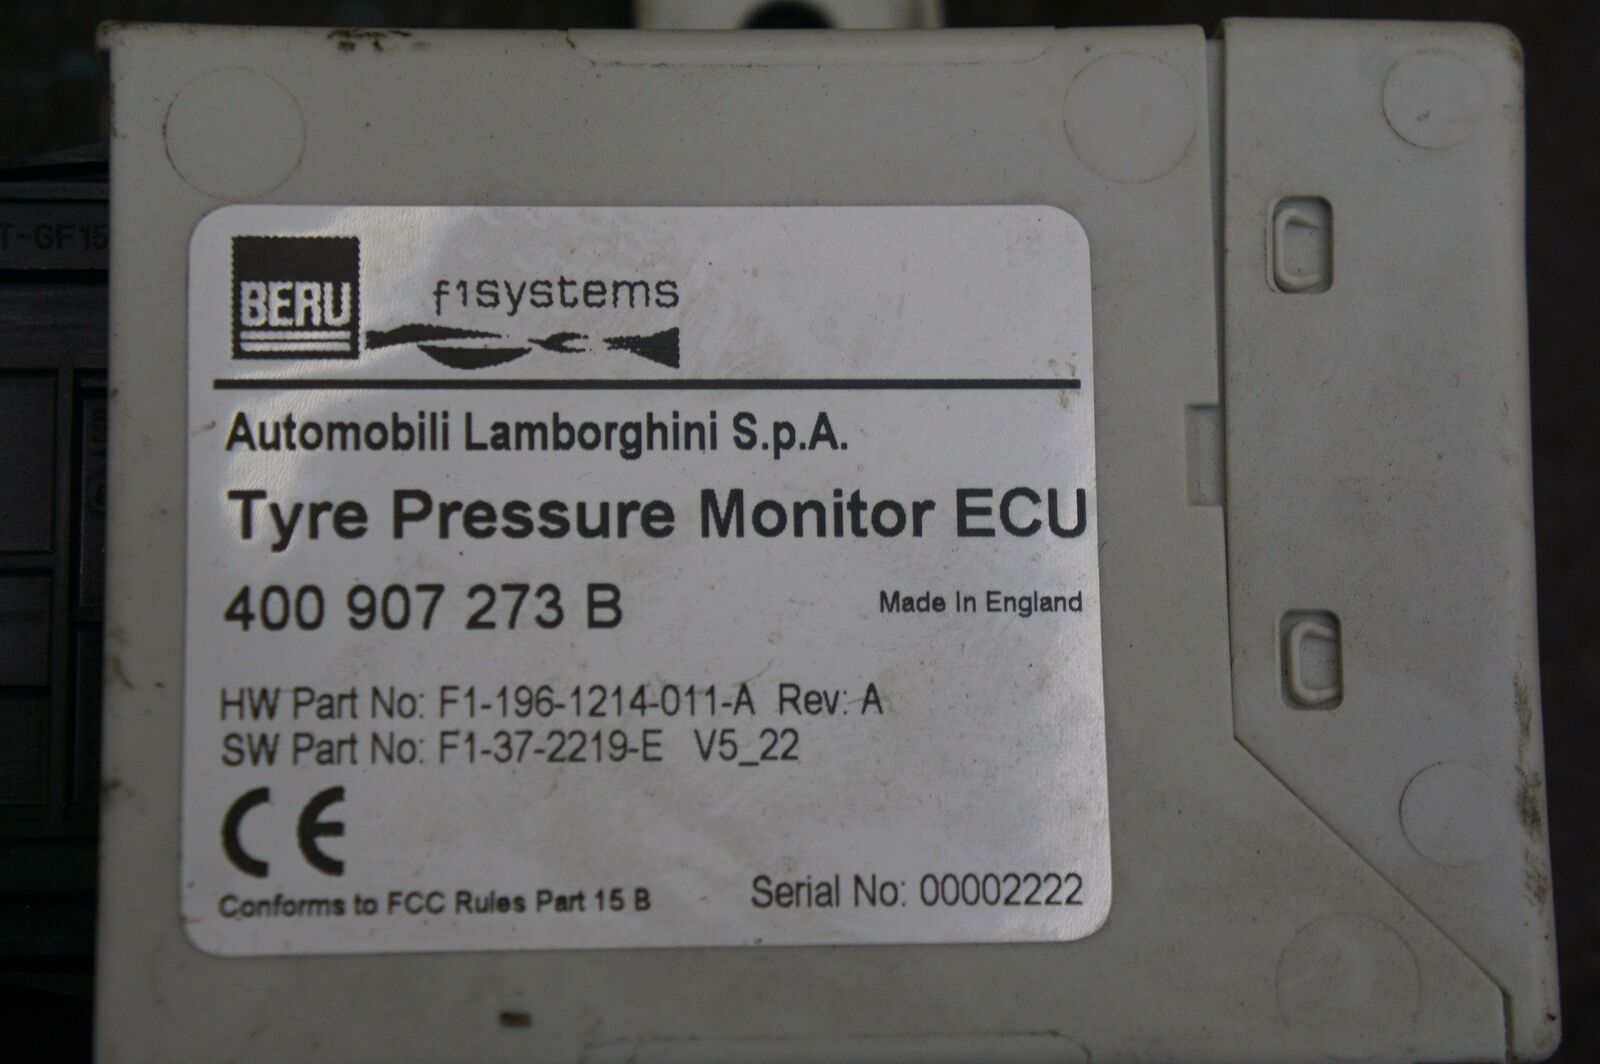 T-GF15
BERU
f1systems
Automobili Lamborghini S.p.A.
Tyre Pressure Monitor ECU
400 907 273 B
Made In England
HW Part No: F1-196-1214-011-A Rev: A
SW Part No: F1-37-2219-E V5_22
CE
Conforms to FCC Rules Part 15 B
Serial No: 00002222